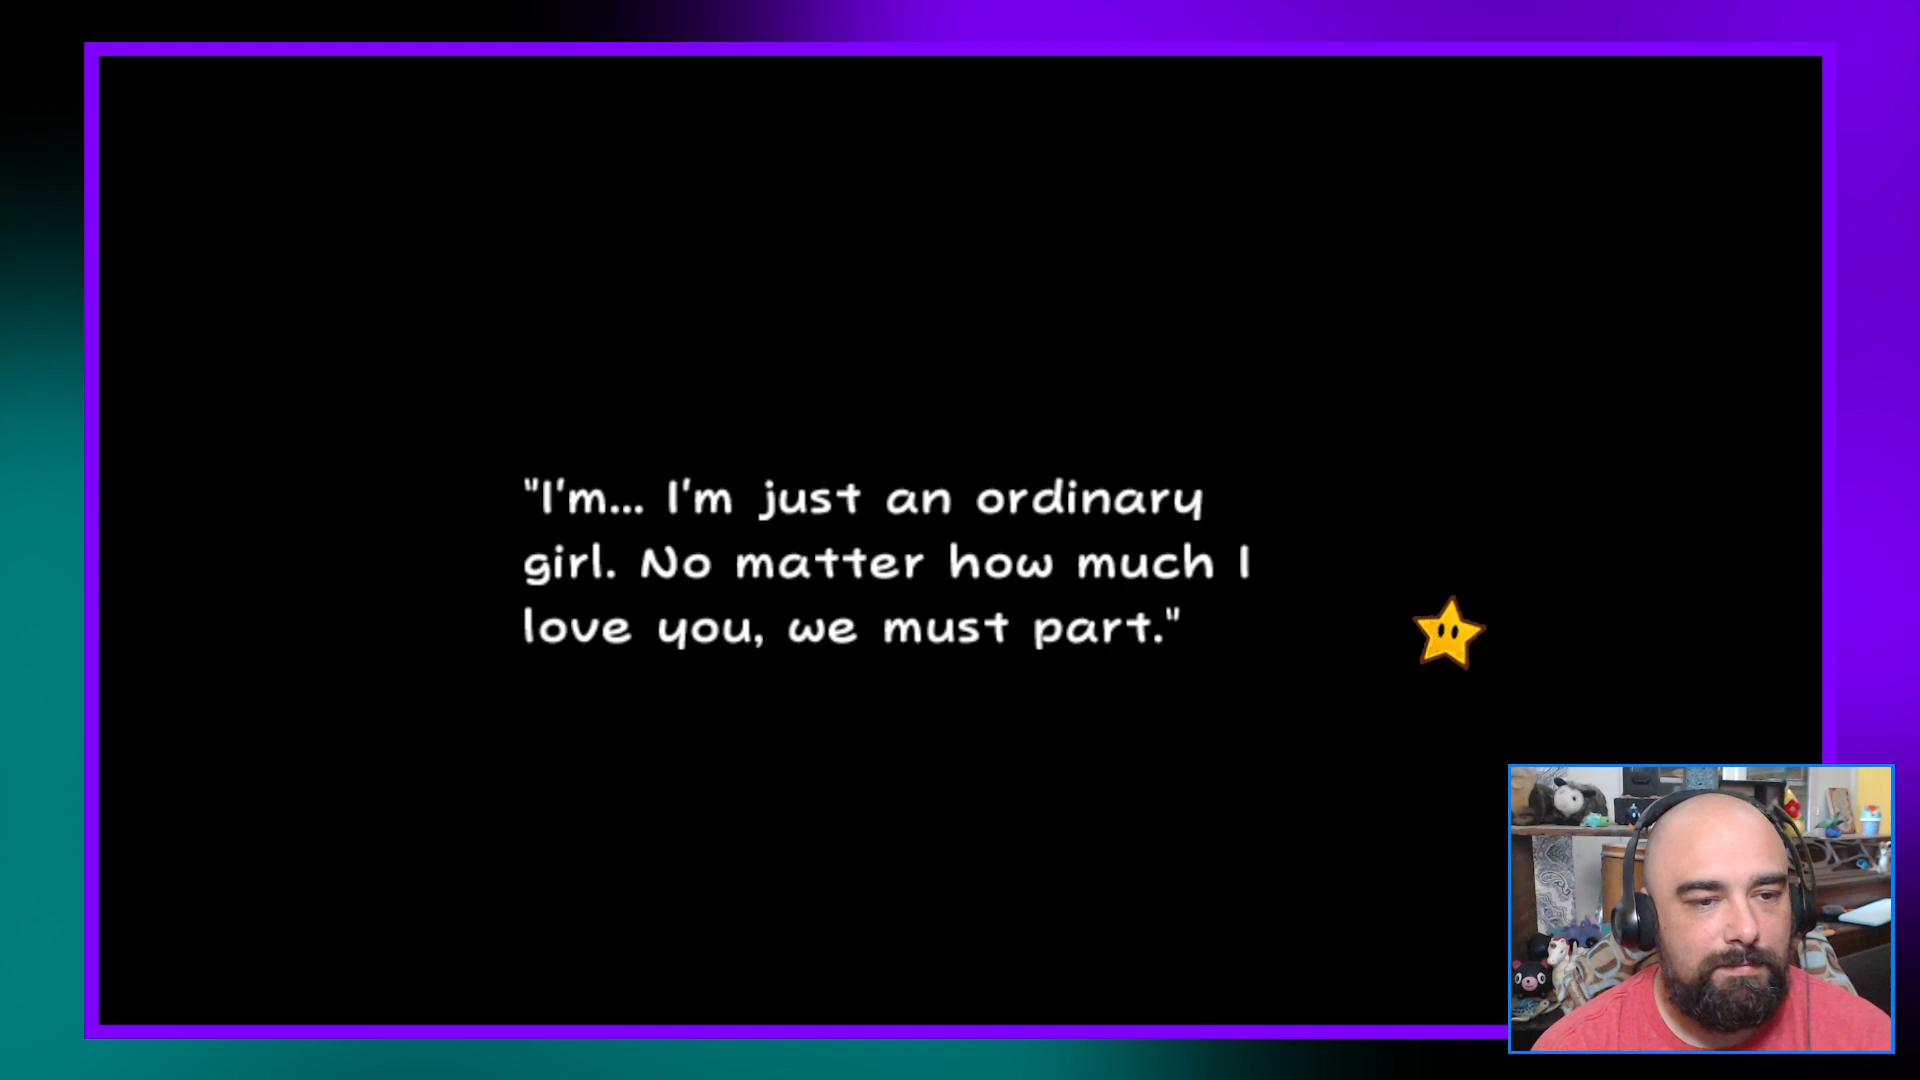 "I'm... I'm just an ordinary
girl. No matter how much I
love you, we must part."